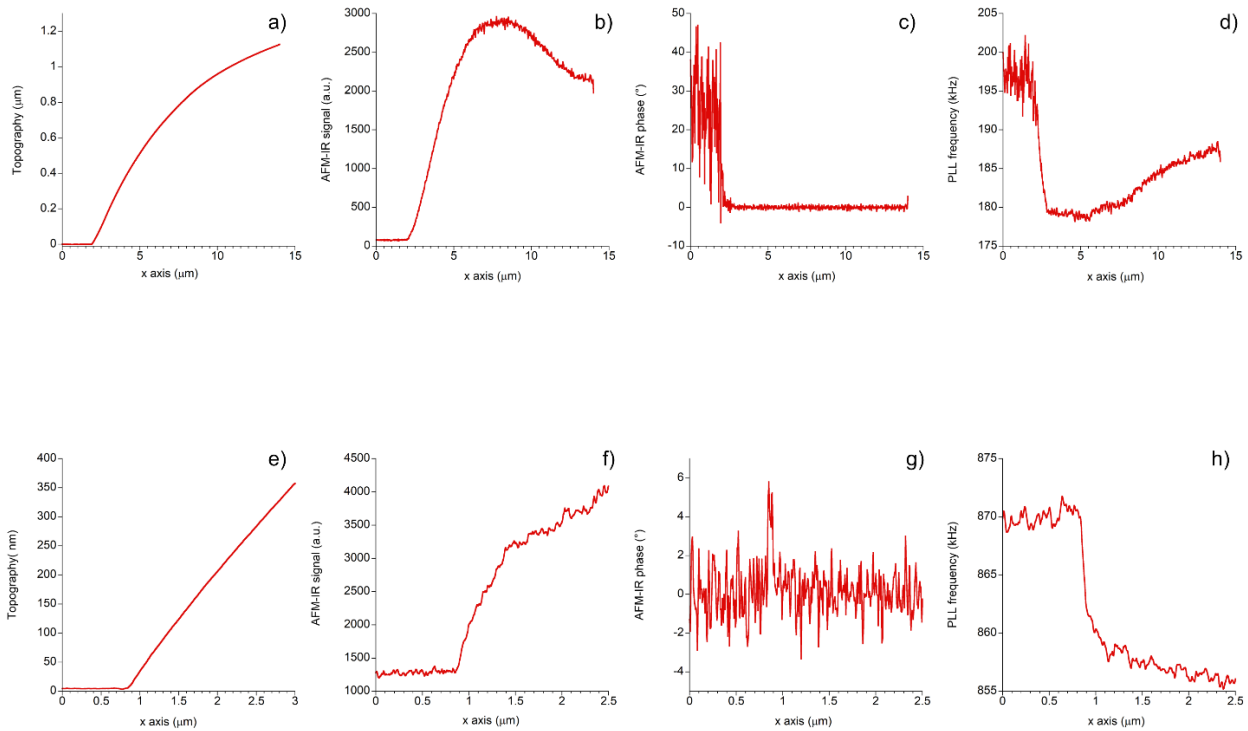 a)
Topography (μm)
1.2
1
0.8
0.6
0.4
0.2
0
0 5 10 15
x axis (μm)
b)
AFM-IR signal (a.u.)
3000
2500
2000
1500
1000
500
0
0 5 10 15
x axis (μm)
c)
AFM-IR phase (°)
50
40
30
20
10
0
-10
0 5 10 15
x axis (μm)
d)
PLL frequency (kHz)
205
200
195
190
185
180
175
0 5 10 15
x axis (μm)
e)
Topography( nm)
400
350
300
250
200
150
100
50
0
0 0.5 1 1.5 2 2.5 3
x axis (μm)
f)
AFM-IR signal (a.u.)
4500
4000
3500
3000
2500
2000
1500
1000
0 0.5 1 1.5 2 2.5
x axis (μm)
g)
AFM-IR phase (°)
6
4
2
0
-2
-4
0 0.5 1 1.5 2 2.5
x axis (μm)
h)
PLL frequency (kHz)
875
870
865
860
855
0 0.5 1 1.5 2 2.5
x axis (μm)